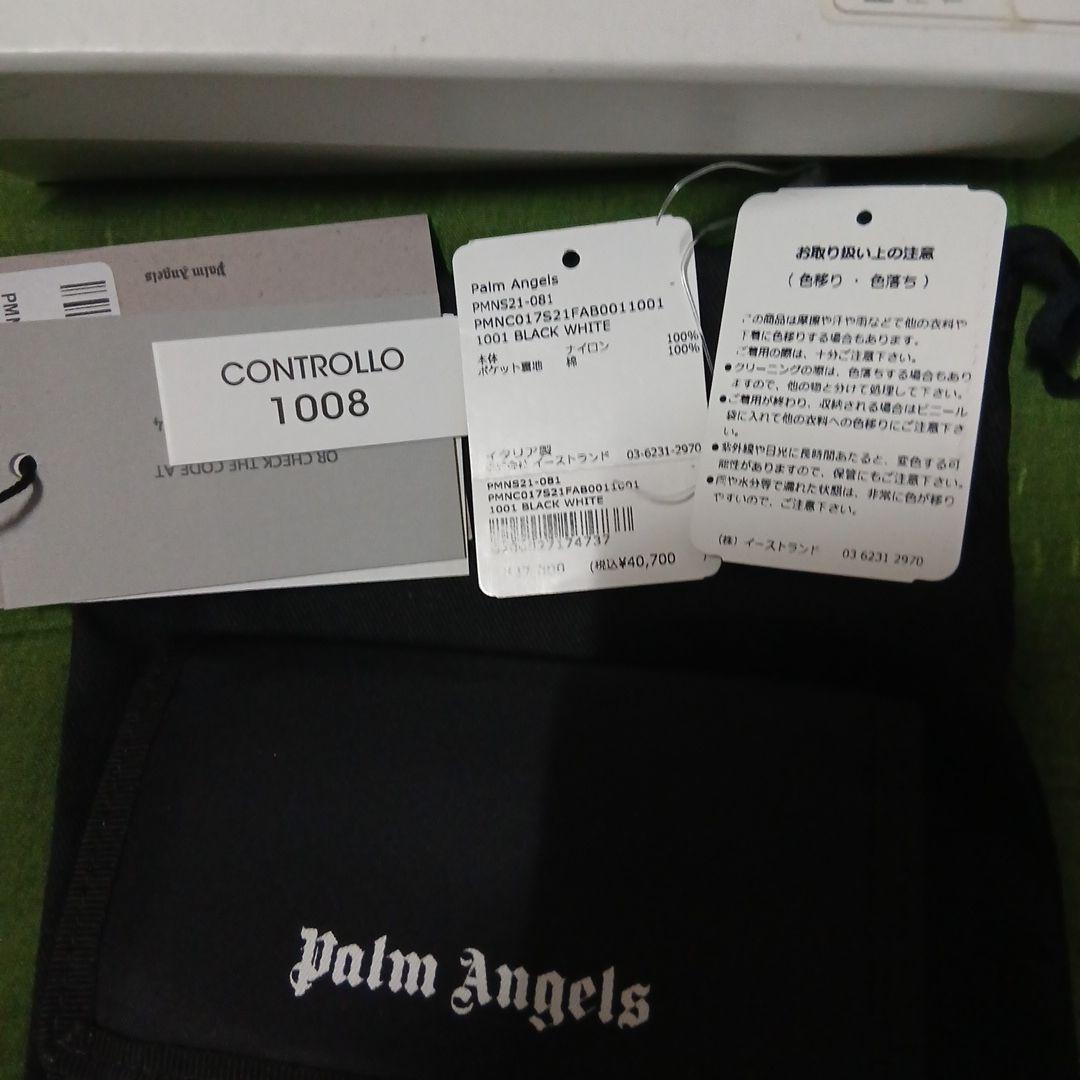 Palm Angels
PMN
CONTROLLO
1008
OR CHECK THE CODE AT
Palm Angels
PMNS21-081
PMNC017S21FAB0011001
1001 BLACK WHITE
本体 ナイロン 100%
ポケット裏地 綿 100%
イタリア製
イーストランド 03-6231-2970
PMNS21-081
PMNC017S21FAB0011001
1001 BLACK WHITE
(税込¥40,700
お取り扱い上の注意
( 色移り ・ 色落ち )
この商品は摩擦や汗や雨などで他の衣料や
下着に色移りする場合もあります。
ご着用の際は、十分ご注意下さい。
●クリーニングの際は、色落ちする場合もあり
ますので、他の物と分けて処理して下さい。
●ご着用が終わり、収納される場合はビニール
袋に入れて他の衣料への色移りにご注意下さ
い。
●紫外線や日光に長時間あたると、変色する可
能性がありますので、保管にもご注意下さい。
●雨や水分等で濡れた状態は、非常に色が移り
やすいので、ご注意下さい。
(株) イーストランド 03 6231 2970
Palm Angels